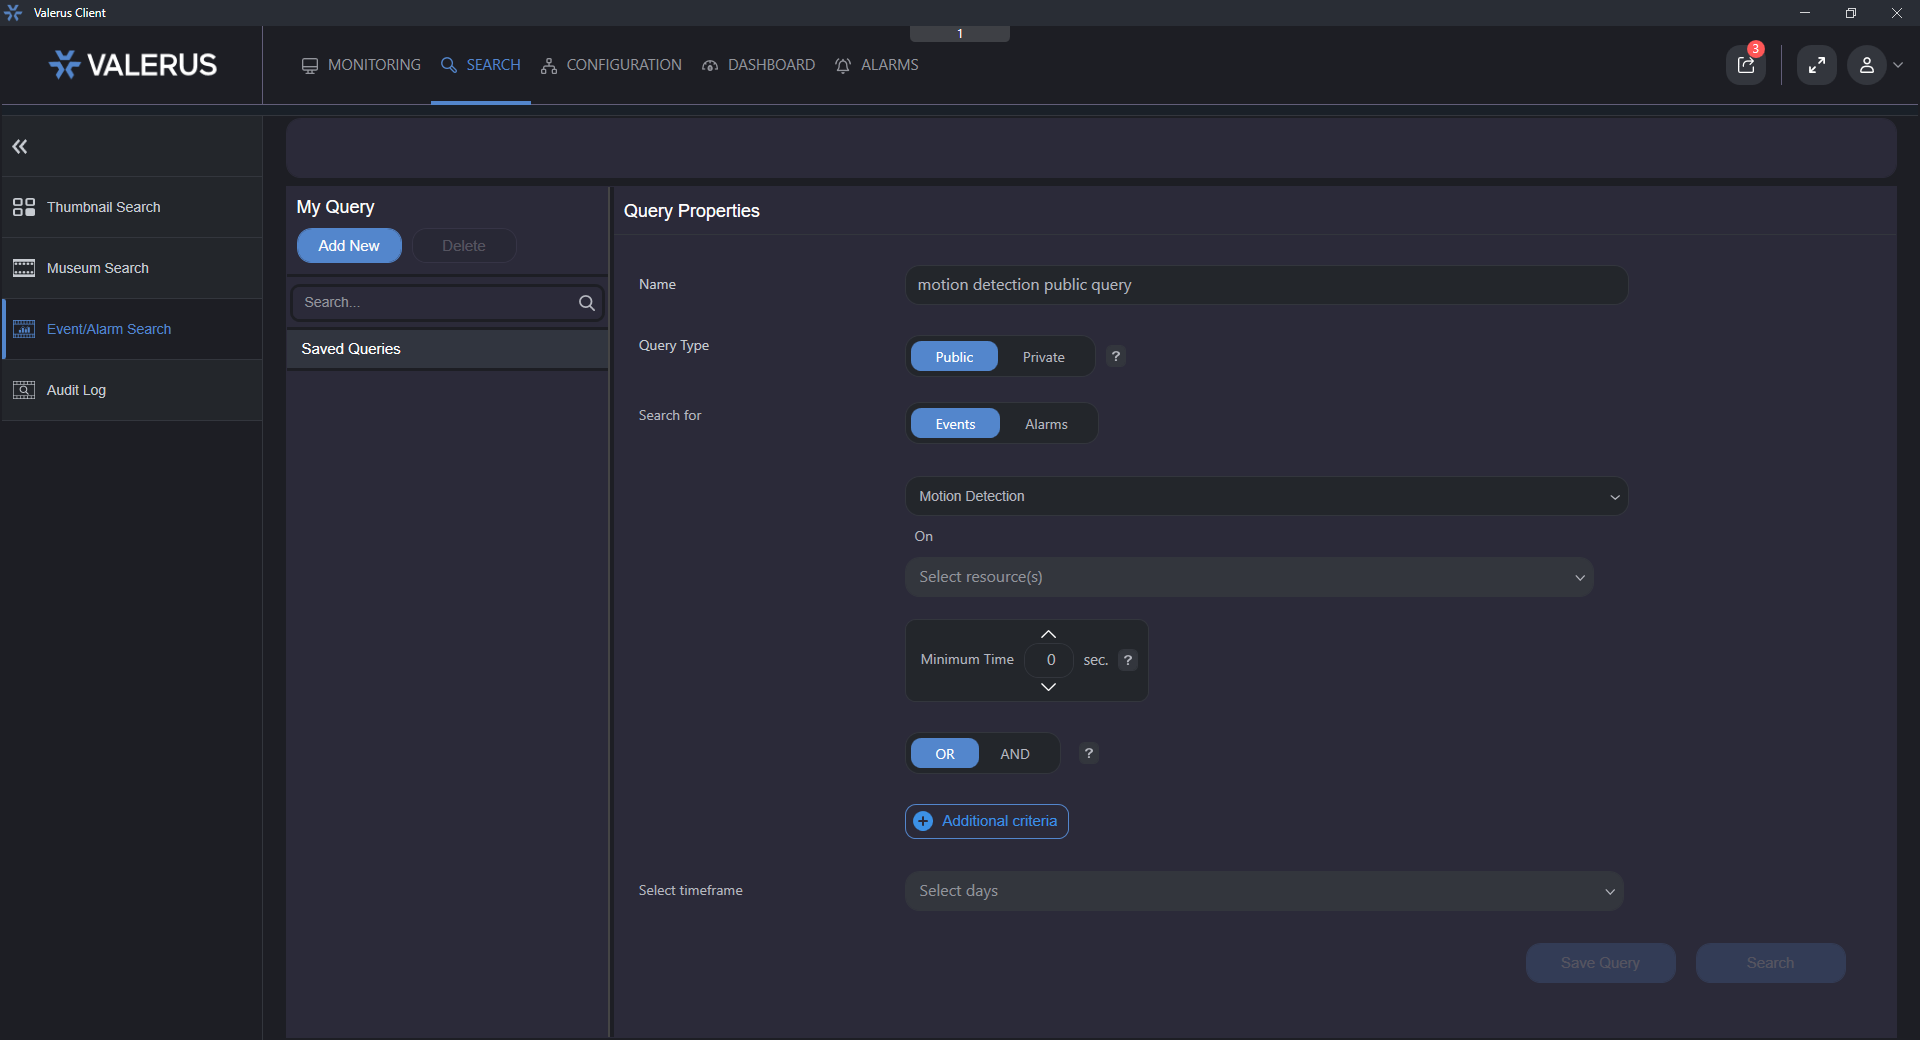 Valerus Client
1
VALERUS
MONITORING
SEARCH
CONFIGURATION
DASHBOARD
ALARMS
3
Thumbnail Search
Museum Search
Event/Alarm Search
Audit Log
My Query
Add New
Delete
Search...
Saved Queries
Query Properties
Name
motion detection public query
Query Type
Public
Private
?
Search for
Events
Alarms
Motion Detection
On
Select resource(s)
Minimum Time
0
sec.
?
OR
AND
?
Additional criteria
Select timeframe
Select days
Save Query
Search